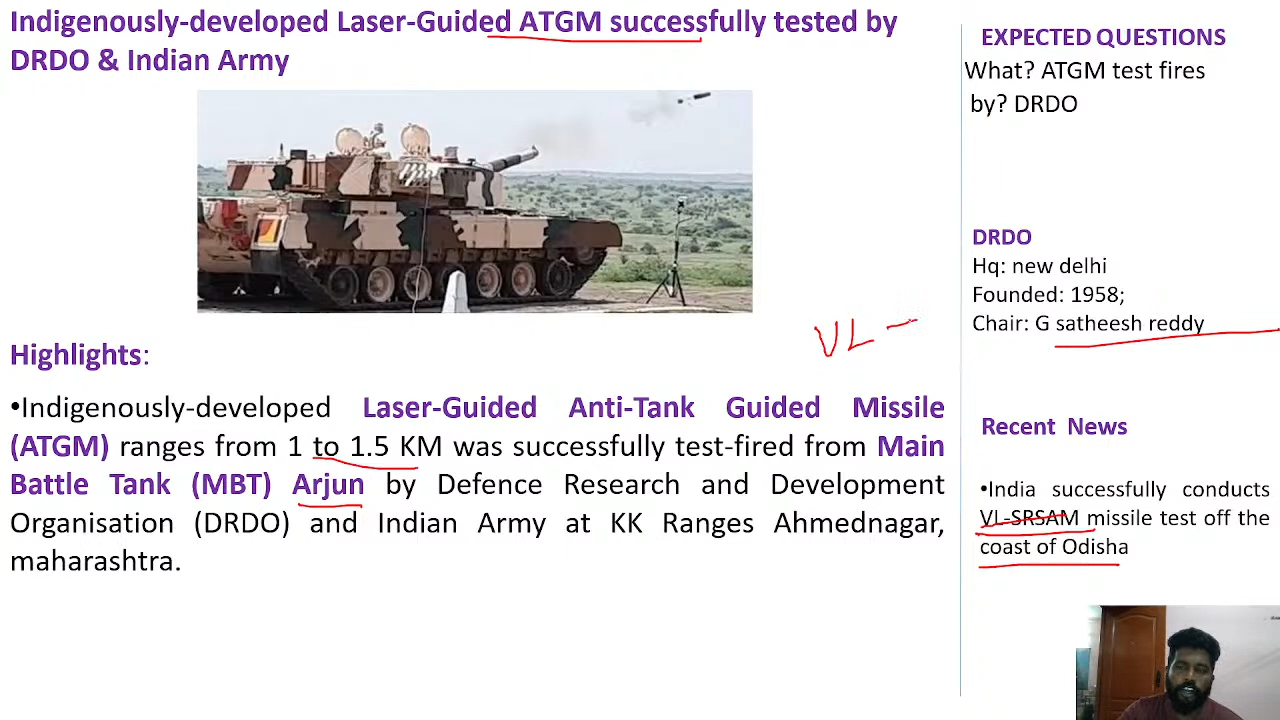 Indigenously-developed Laser-Guided ATGM successfully tested by
DRDO & Indian Army
Highlights:
•Indigenously-developed Laser-Guided Anti-Tank Guided Missile
(ATGM) ranges from 1 to 1.5 KM was successfully test-fired from Main
Battle Tank (MBT) Arjun by Defence Research and Development
Organisation (DRDO) and Indian Army at KK Ranges Ahmednagar,
maharashtra.
VL -
EXPECTED QUESTIONS
What? ATGM test fires
by? DRDO
DRDO
Hq: new delhi
Founded: 1958;
Chair: G satheesh reddy
Recent News
•India successfully conducts
VL-SRSAM missile test off the
coast of Odisha